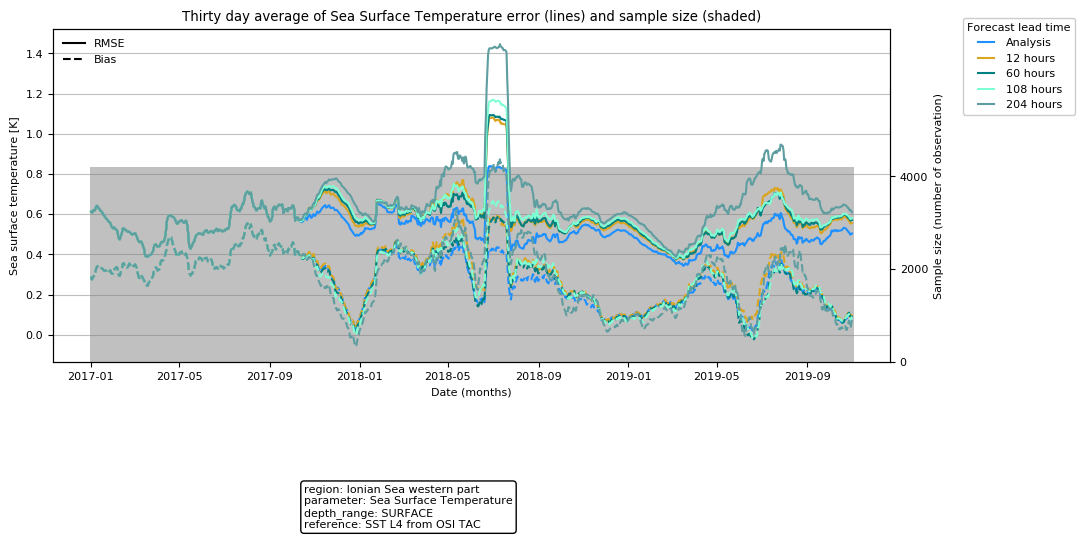 Thirty day average of Sea Surface Temperature error (lines) and sample size (shaded)
RMSE
Bias
Forecast lead time
Analysis
12 hours
60 hours
108 hours
204 hours
Sea surface temperature [K]
1.4
1.2
1.0
0.8
0.6
0.4
0.2
0.0
Sample size (number of observation)
4000
2000
0
2017-01 2017-05 2017-09 2018-01 2018-05 2018-09 2019-01 2019-05 2019-09
Date (months)
region: Ionian Sea western part
parameter: Sea Surface Temperature
depth_range: SURFACE
reference: SST L4 from OSI TAC